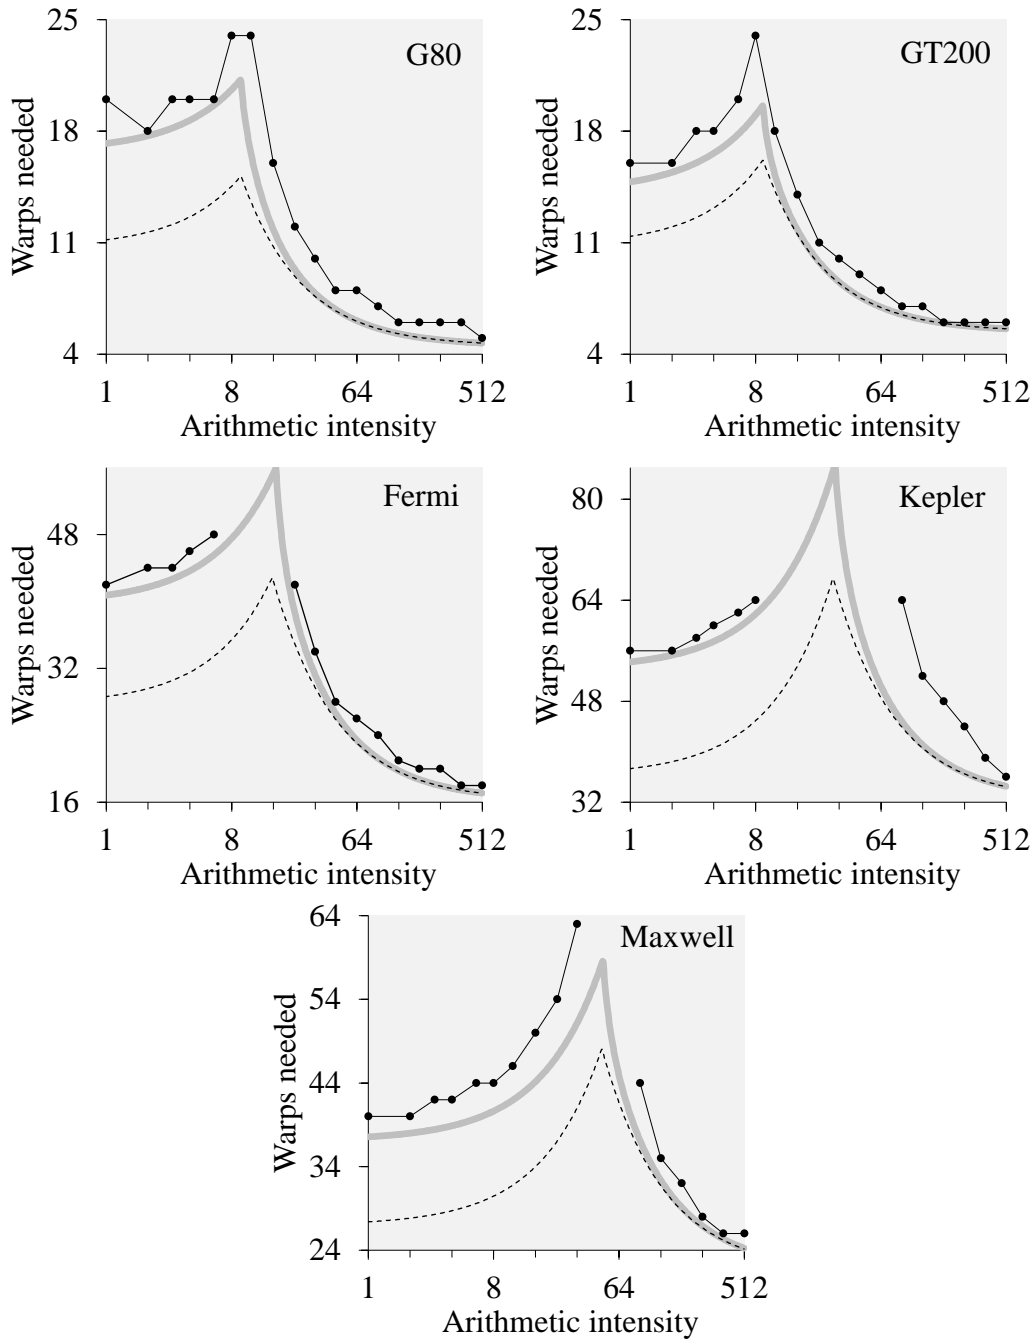 G80
Warps needed
25
18
11
4
1 8 64 512
Arithmetic intensity
GT200
Warps needed
25
18
11
4
1 8 64 512
Arithmetic intensity
Fermi
Warps needed
48
32
16
1 8 64 512
Arithmetic intensity
Kepler
Warps needed
80
64
48
32
1 8 64 512
Arithmetic intensity
Maxwell
Warps needed
64
54
44
34
24
1 8 64 512
Arithmetic intensity